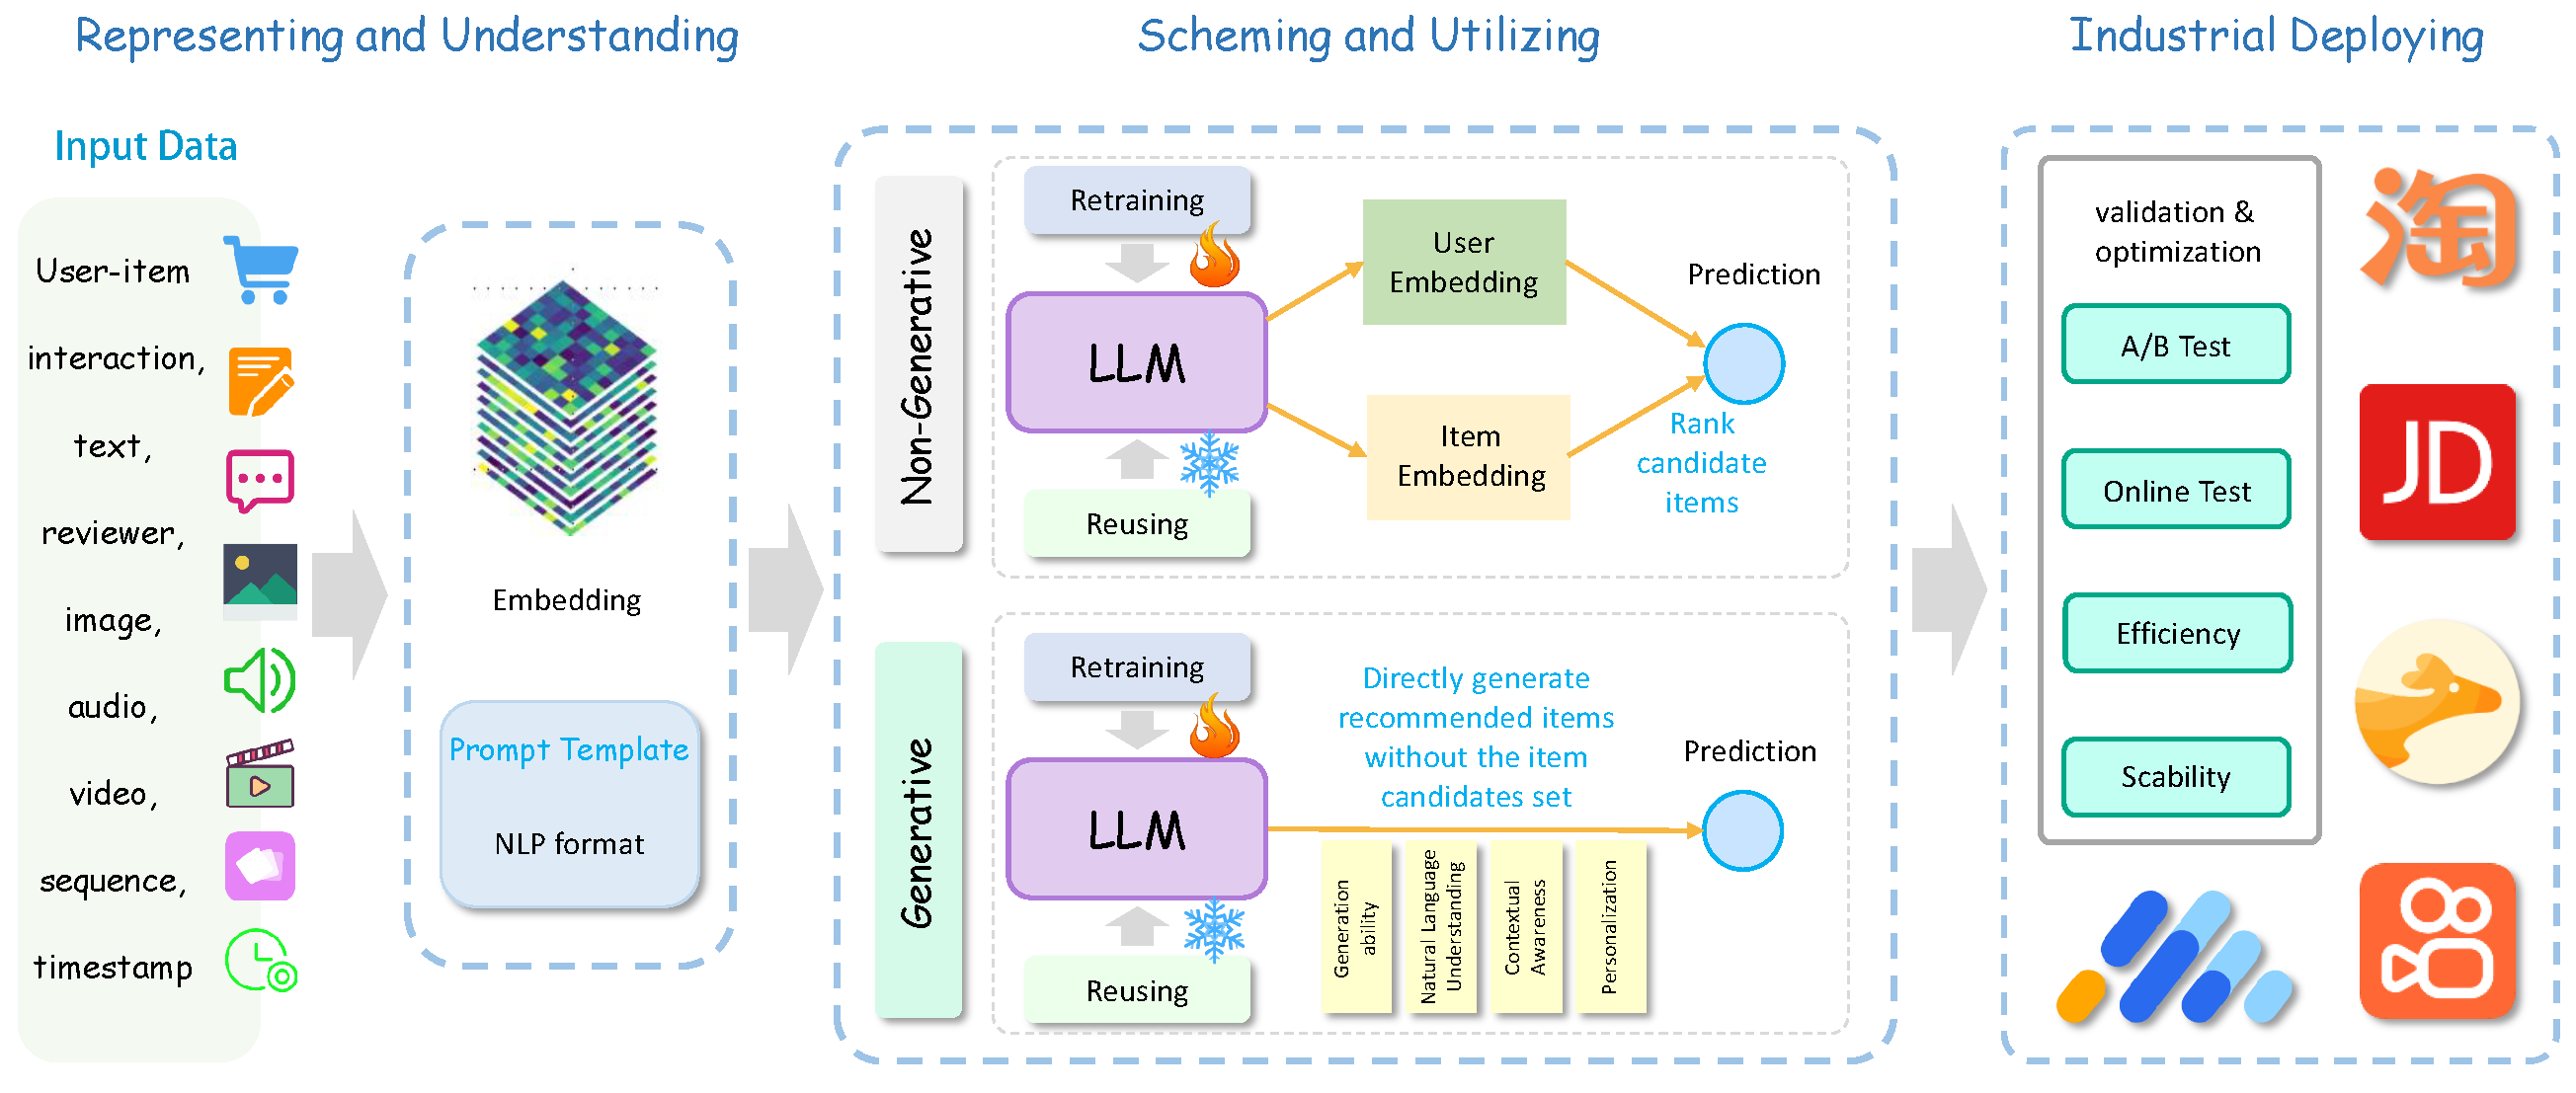 Representing and Understanding
Input Data
User-item
interaction,
text,
reviewer,
image,
audio,
video,
sequence,
timestamp
Embedding
Prompt Template
NLP format
Scheming and Utilizing
Non-Generative
Retraining
LLM
Reusing
User
Embedding
Item
Embedding
Prediction
Rank
candidate
items
Generative
Retraining
LLM
Reusing
Directly generate
recommended items
without the item
candidates set
Generation
ability
Natural Language
Understanding
Contextual
Awareness
Personalization
Prediction
Industrial Deploying
validation &
optimization
A/B Test
Online Test
Efficiency
Scability
淘
JD